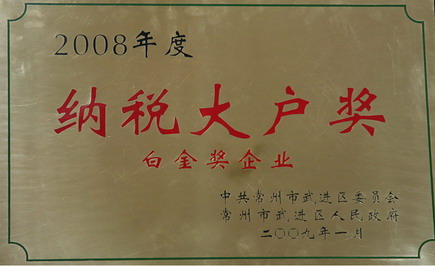 2008年度
纳税大户奖
白金奖企业
中共常州市武进区委员会
常州市武进区人民政府
二〇〇九年一月